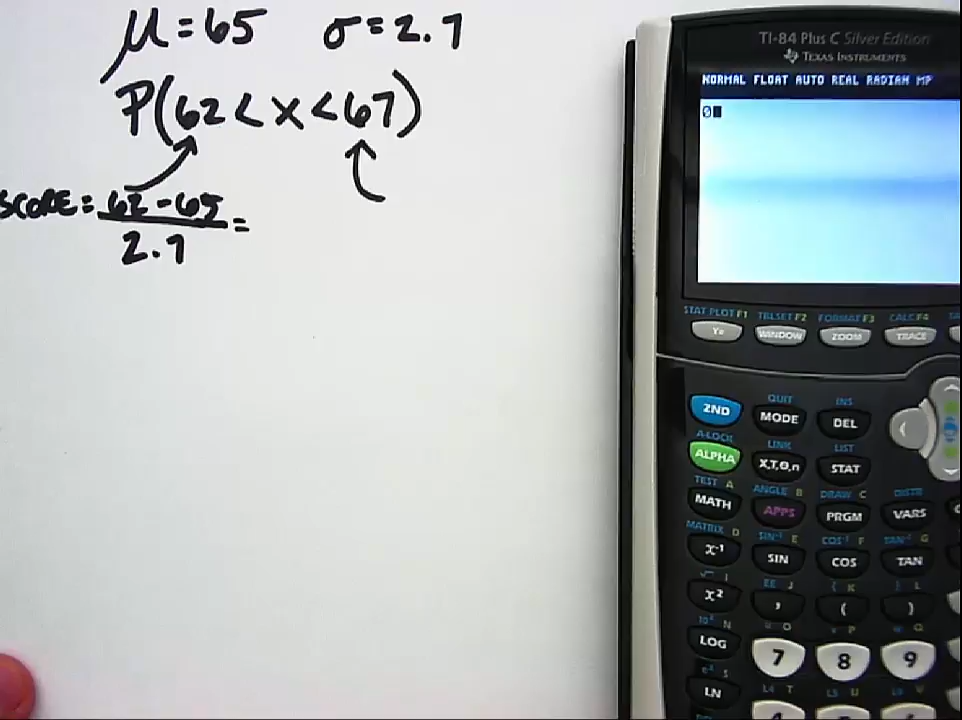 μ = 65 σ = 2.7
P(62 < x < 67)
SCORE = 62 - 65
2.7
=
TI-84 Plus C Silver Edition
TEXAS INSTRUMENTS
NORMAL FLOAT AUTO REAL RADIAN MP
0
STAT PLOT F1 TBLSET F2 FORMAT F3 CALC F4
Y= WINDOW ZOOM TRACE
QUIT INS
2ND MODE DEL
A-LOCK LINK LIST
ALPHA X,T,θ,n STAT
TEST A ANGLE B DRAW C DISTR
MATH APPS PRGM VARS
MATRIX D SIN⁻¹ E COS⁻¹ F TAN⁻¹ G
x⁻¹ SIN COS TAN
√ I EE J { K } L
x² , ( )
10ˣ N u O v P w Q
LOG 7 8 9
eˣ S L4 T L5 U L6 V
LN